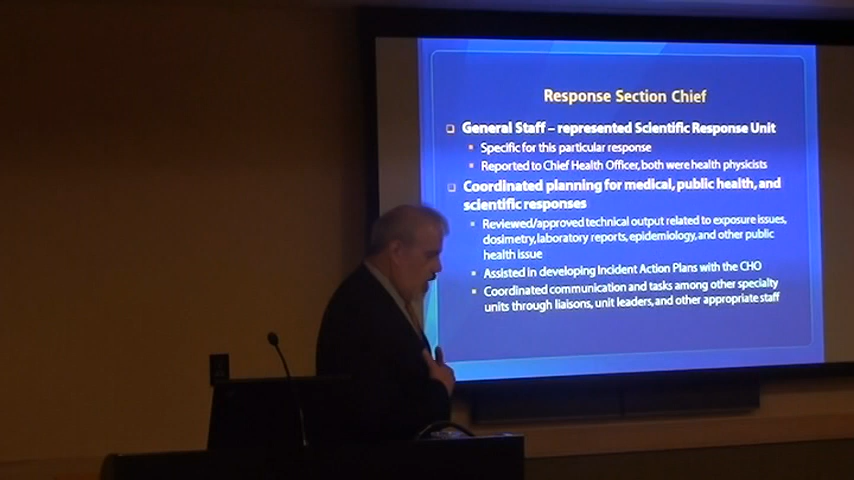 Response Section Chief
General Staff – represented Scientific Response Unit
Specific for this particular response
Reported to Chief Health Officer, both were health physicists
Coordinated planning for medical, public health, and
scientific responses
Reviewed/approved technical output related to exposure issues,
dosimetry, laboratory reports, epidemiology, and other public
health issue
Assisted in developing Incident Action Plans with the CHO
Coordinated communication and tasks among other specialty
units through liaisons, unit leaders, and other appropriate staff